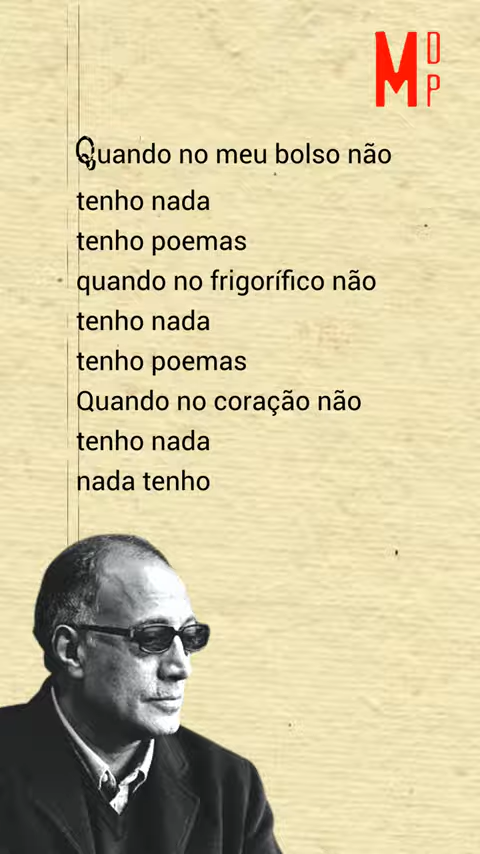 M D P
Quando no meu bolso não
tenho nada
tenho poemas
quando no frigorífico não
tenho nada
tenho poemas
Quando no coração não
tenho nada
nada tenho